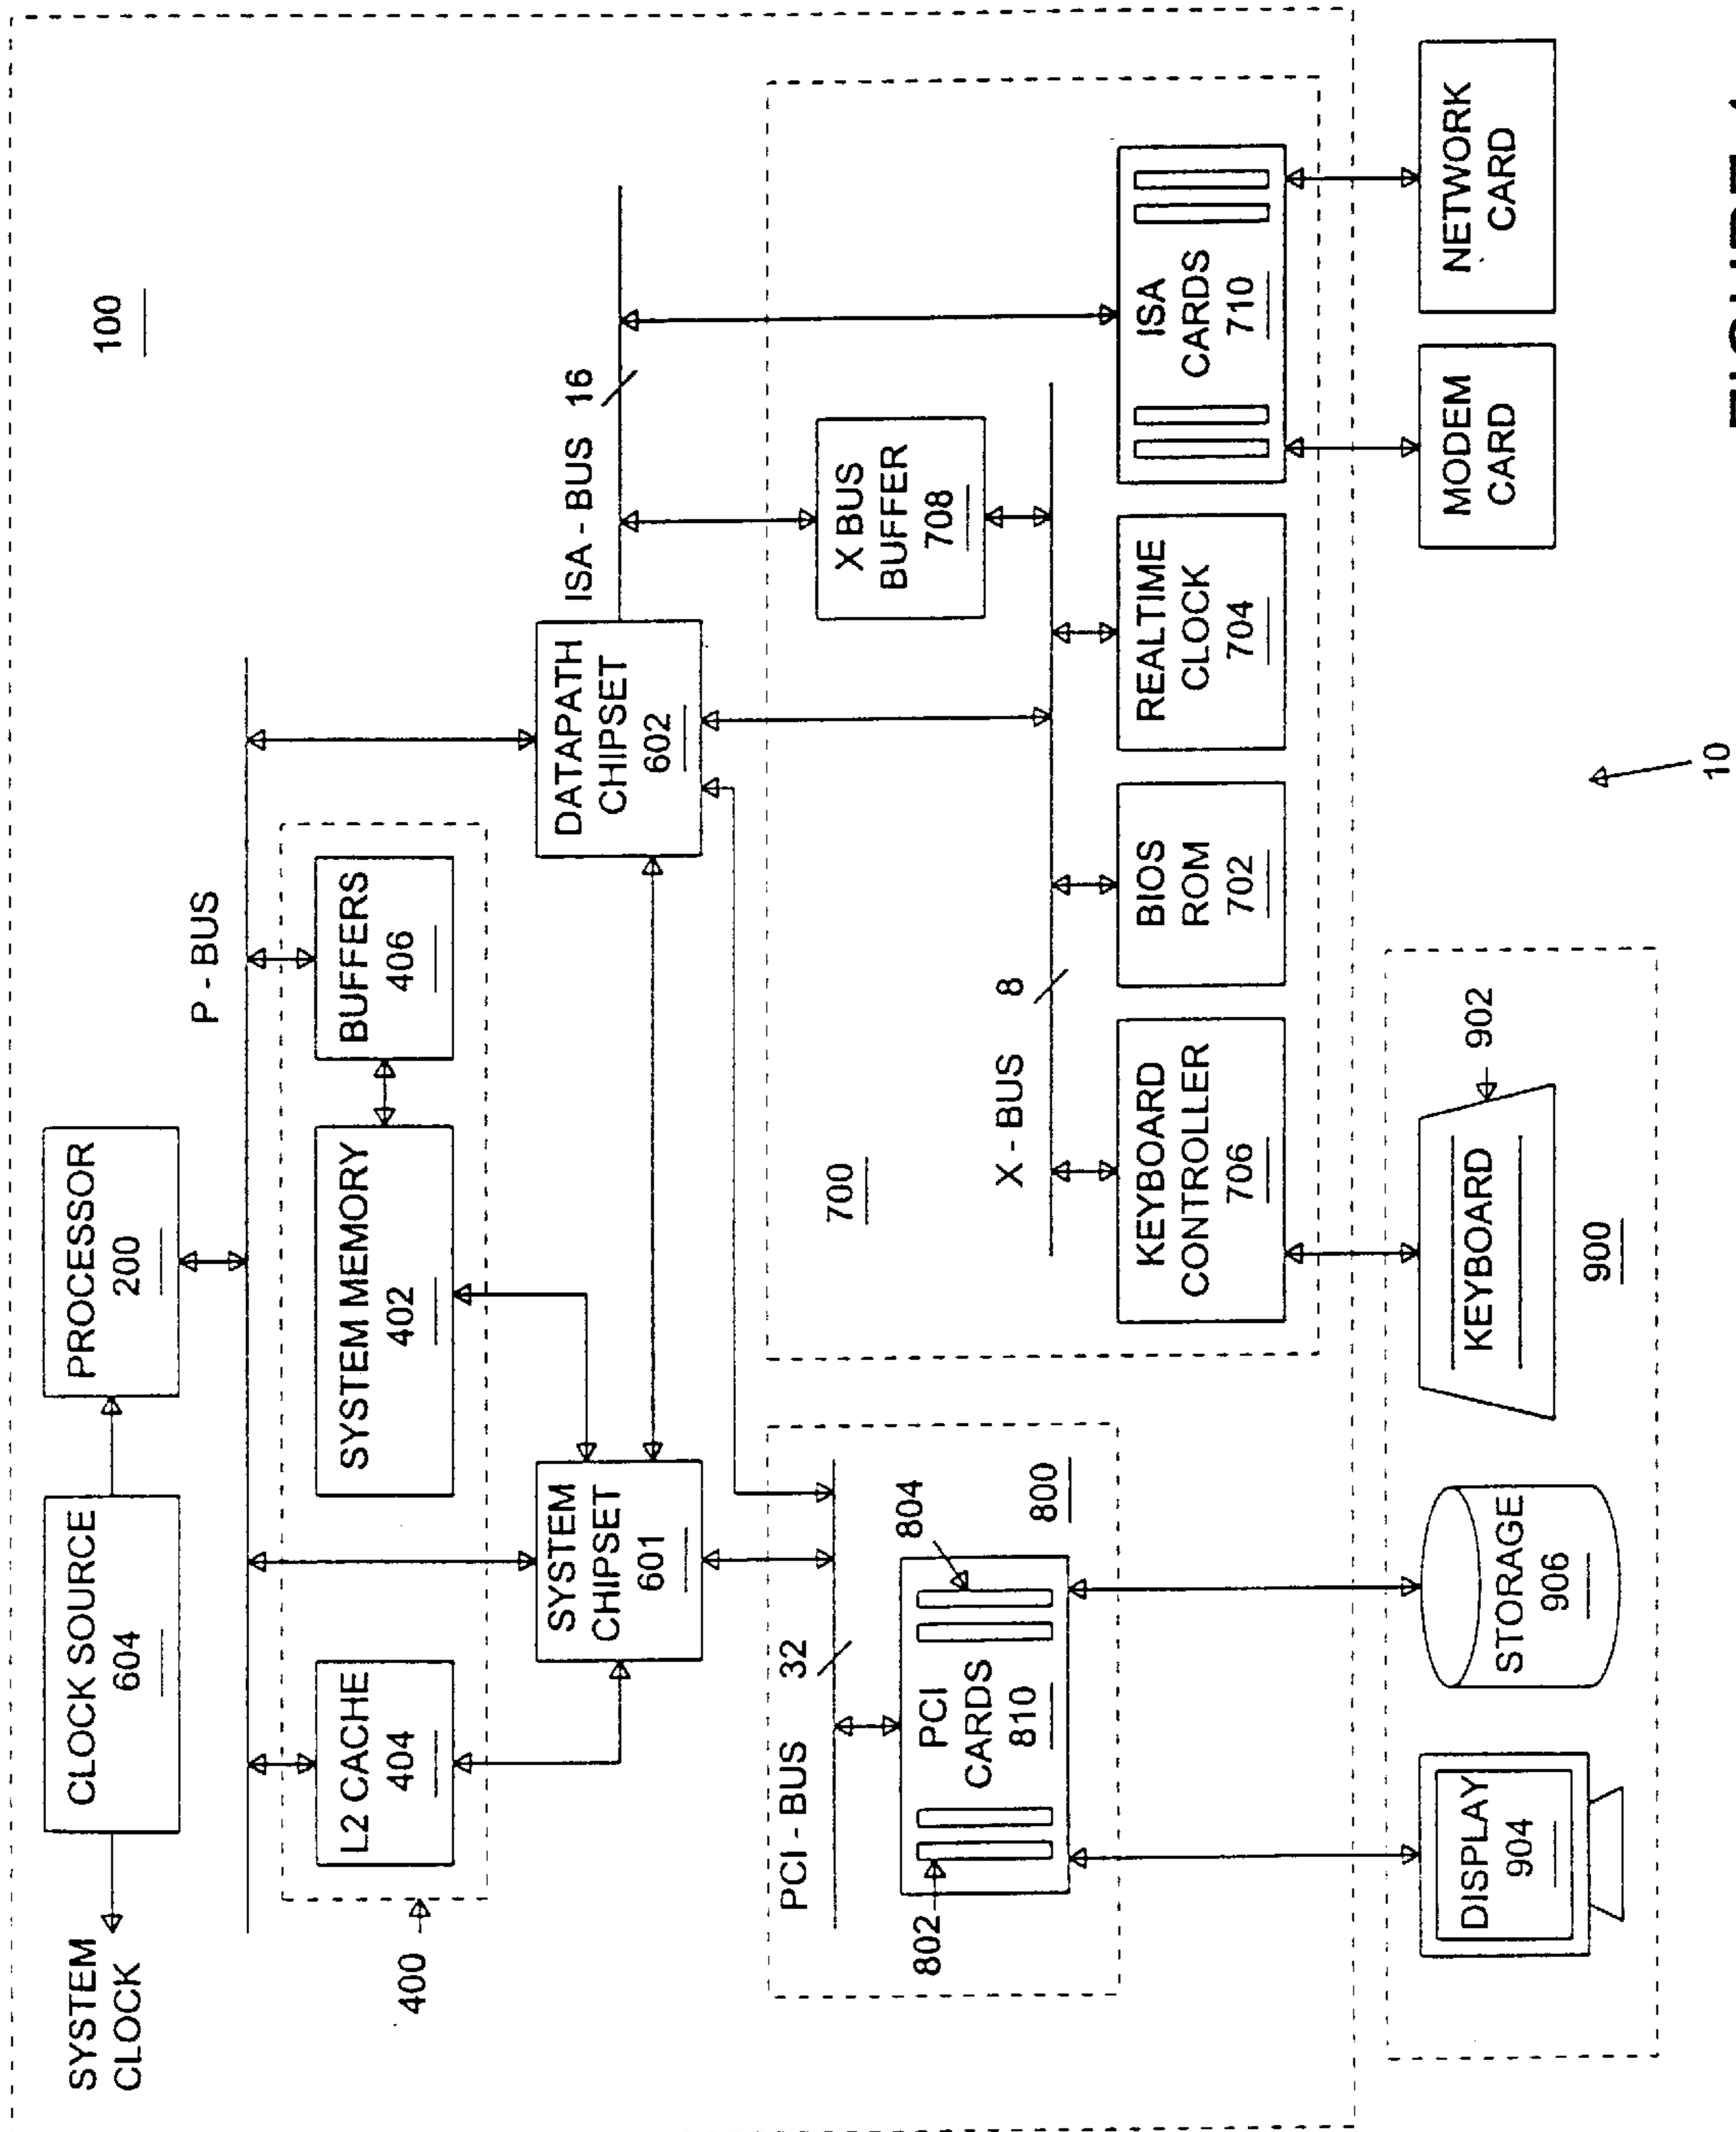 100
SYSTEM
CLOCK
CLOCK SOURCE
604
PROCESSOR
200
P - BUS
400
L2 CACHE
404
SYSTEM MEMORY
402
BUFFERS
406
SYSTEM
CHIPSET
601
DATAPATH
CHIPSET
602
ISA - BUS 16
PCI - BUS 32
802
PCI
CARDS
810
804
800
700
X - BUS 8
X BUS
BUFFER
708
KEYBOARD
CONTROLLER
706
BIOS
ROM
702
REALTIME
CLOCK
704
ISA
CARDS
710
DISPLAY
904
STORAGE
906
KEYBOARD
902
900
MODEM
CARD
NETWORK
CARD
10